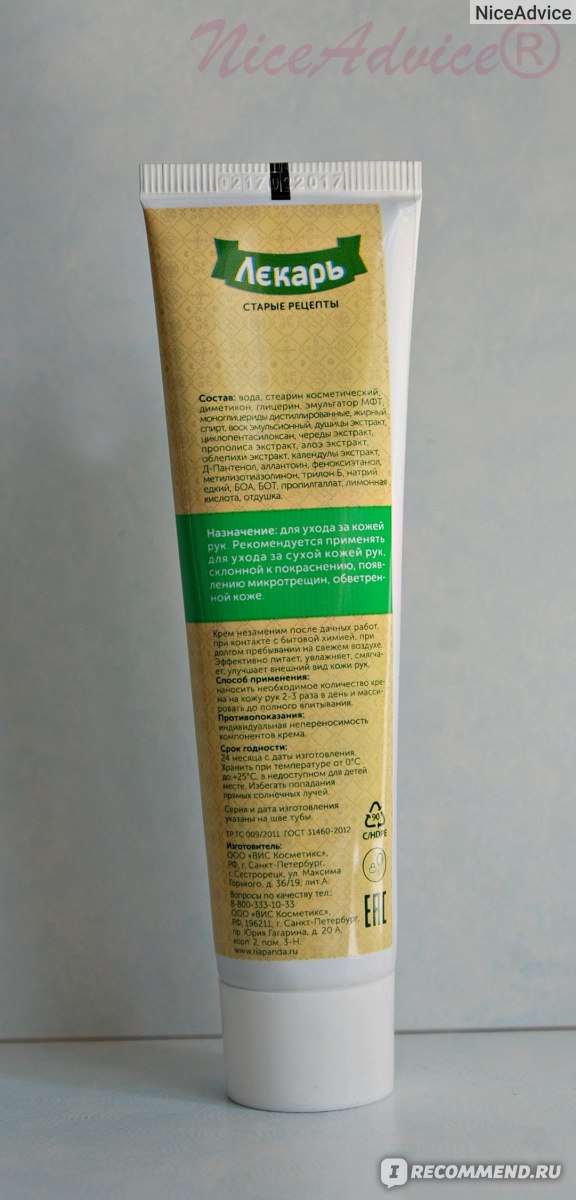 NiceAdvice
NiceAdvice®
0217 022017
Лєкарь
СТАРЫЕ РЕЦЕПТЫ
Состав: вода, стеарин косметический,
диметикон, глицерин, эмульгатор МФТ,
моноглицериды дистиллированные, жирный
спирт, воск эмульсионный, душицы экстракт,
циклопентасилоксан, череды экстракт,
прополиса экстракт, алоэ экстракт,
облепихи экстракт, календулы экстракт,
Д-Пантенол, аллантоин, феноксиэтанол,
метилизотиазолинон, трилон Б, натрий
едкий, БОА, БОТ, пропилгаллат, лимонная
кислота, отдушка.
Назначение: для ухода за кожей
рук. Рекомендуется применять
для ухода за сухой кожей рук,
склонной к покраснению, появ-
лению микротрещин, обветрен-
ной коже.
Крем незаменим после дачных работ,
при контакте с бытовой химией, при
долгом пребывании на свежем воздухе.
Эффективно питает, увлажняет, смягча-
ет, улучшает внешний вид кожи рук.
Способ применения:
наносить необходимое количество кре-
ма на кожу рук 2-3 раза в день и масси-
ровать до полного впитывания.
Противопоказания:
индивидуальная непереносимость
компонентов крема.
Срок годности:
24 месяца с даты изготовления.
Хранить при температуре от 0°С
до +25°С, в недоступном для детей
месте. Избегать попадания
прямых солнечных лучей.
Серия и дата изготовления
указаны на шве тубы.
ТР ТС 009/2011 ГОСТ 31460-2012
90
C/HDPE
Изготовитель:
ООО «ВИС Косметикс»,
РФ, г. Санкт-Петербург,
г.Сестрорецк, ул. Максима
Горького, д. 36/19, лит.А.
Вопросы по качеству тел.:
8-800-333-10-33
ООО «ВИС Косметикс»,
РФ, 196211, г. Санкт-Петербург,
пр. Юрия Гагарина, д. 20 А,
корп. 2, пом. 3-Н.
www.riapanda.ru
EAC
I RECOMMEND.RU